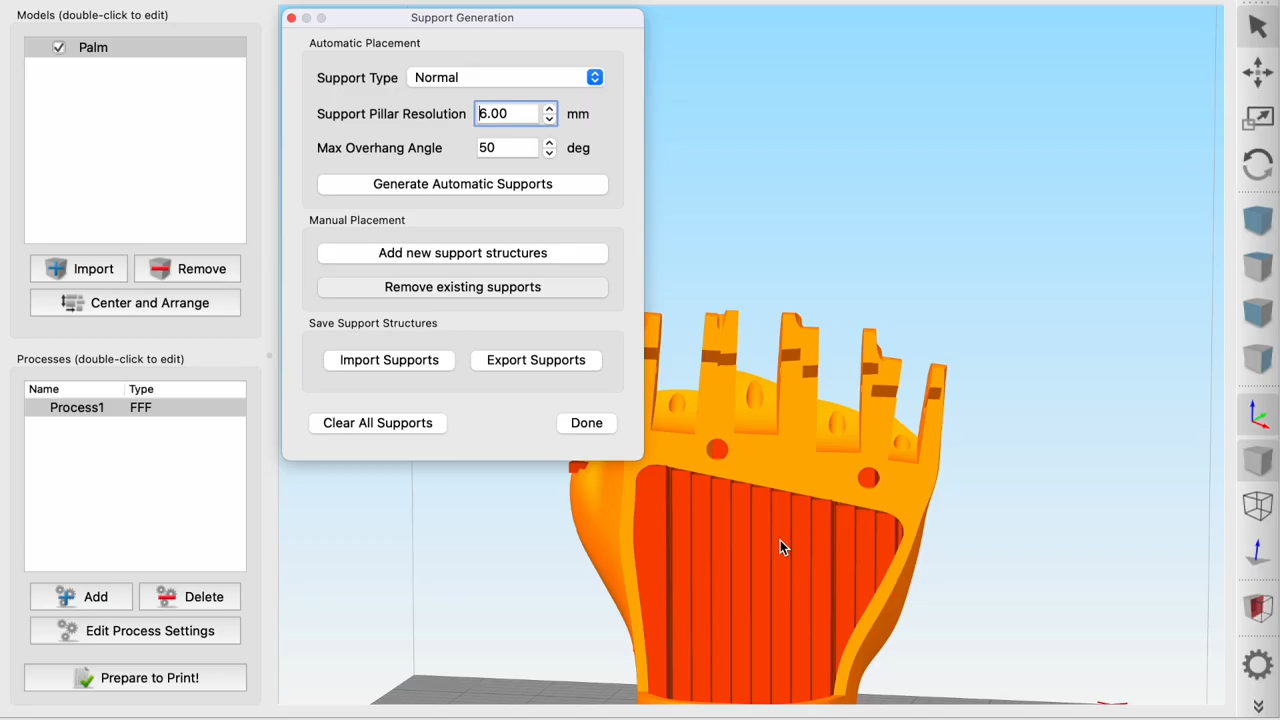 Models (double-click to edit)
Palm
Import
Remove
Center and Arrange
Processes (double-click to edit)
Name Type
Process1 FFF
Add
Delete
Edit Process Settings
Prepare to Print!
Support Generation
Automatic Placement
Support Type Normal
Support Pillar Resolution 6.00 mm
Max Overhang Angle 50 deg
Generate Automatic Supports
Manual Placement
Add new support structures
Remove existing supports
Save Support Structures
Import Supports
Export Supports
Clear All Supports
Done